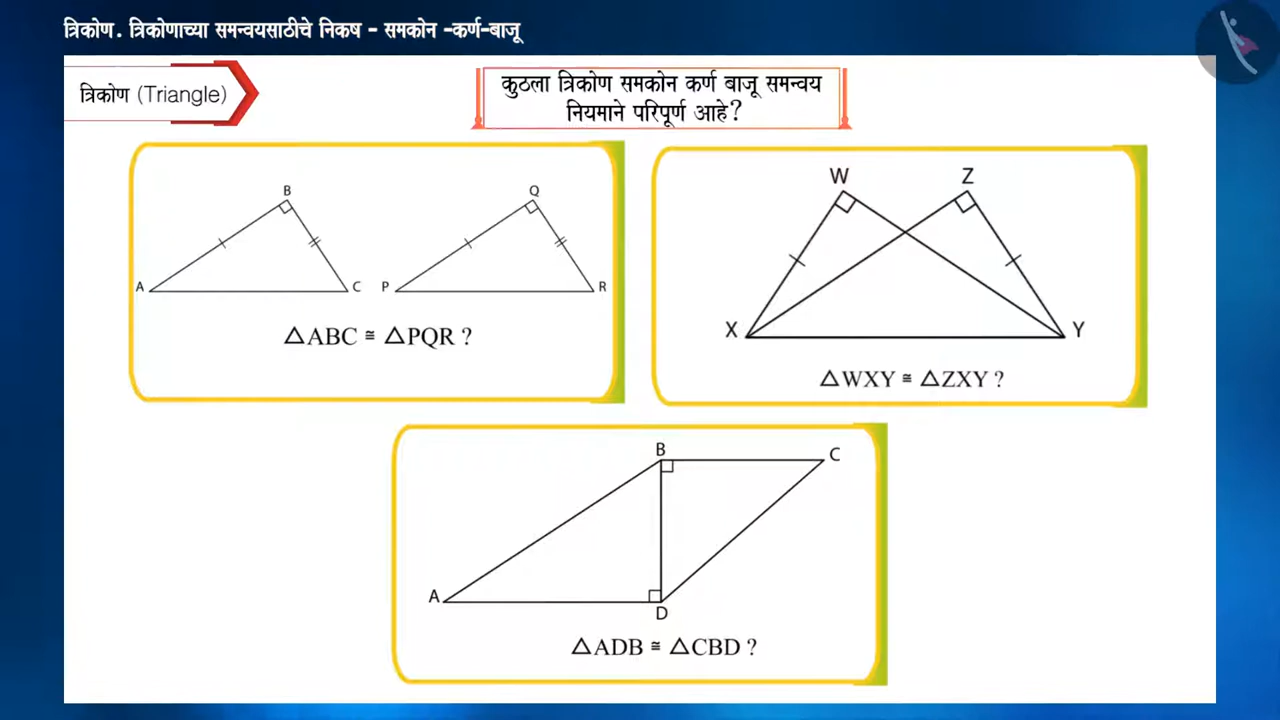 त्रिकोण. त्रिकोणाच्या समन्वयसाठीचे निकष - समकोन -कर्ण-बाजू
त्रिकोण (Triangle)
कुठला त्रिकोण समकोन कर्ण बाजू समन्वय
नियमाने परिपूर्ण आहे?
B
Q
A
C
P
R
△ABC ≅ △PQR ?
W
Z
X
Y
△WXY ≅ △ZXY ?
B
C
A
D
△ADB ≅ △CBD ?